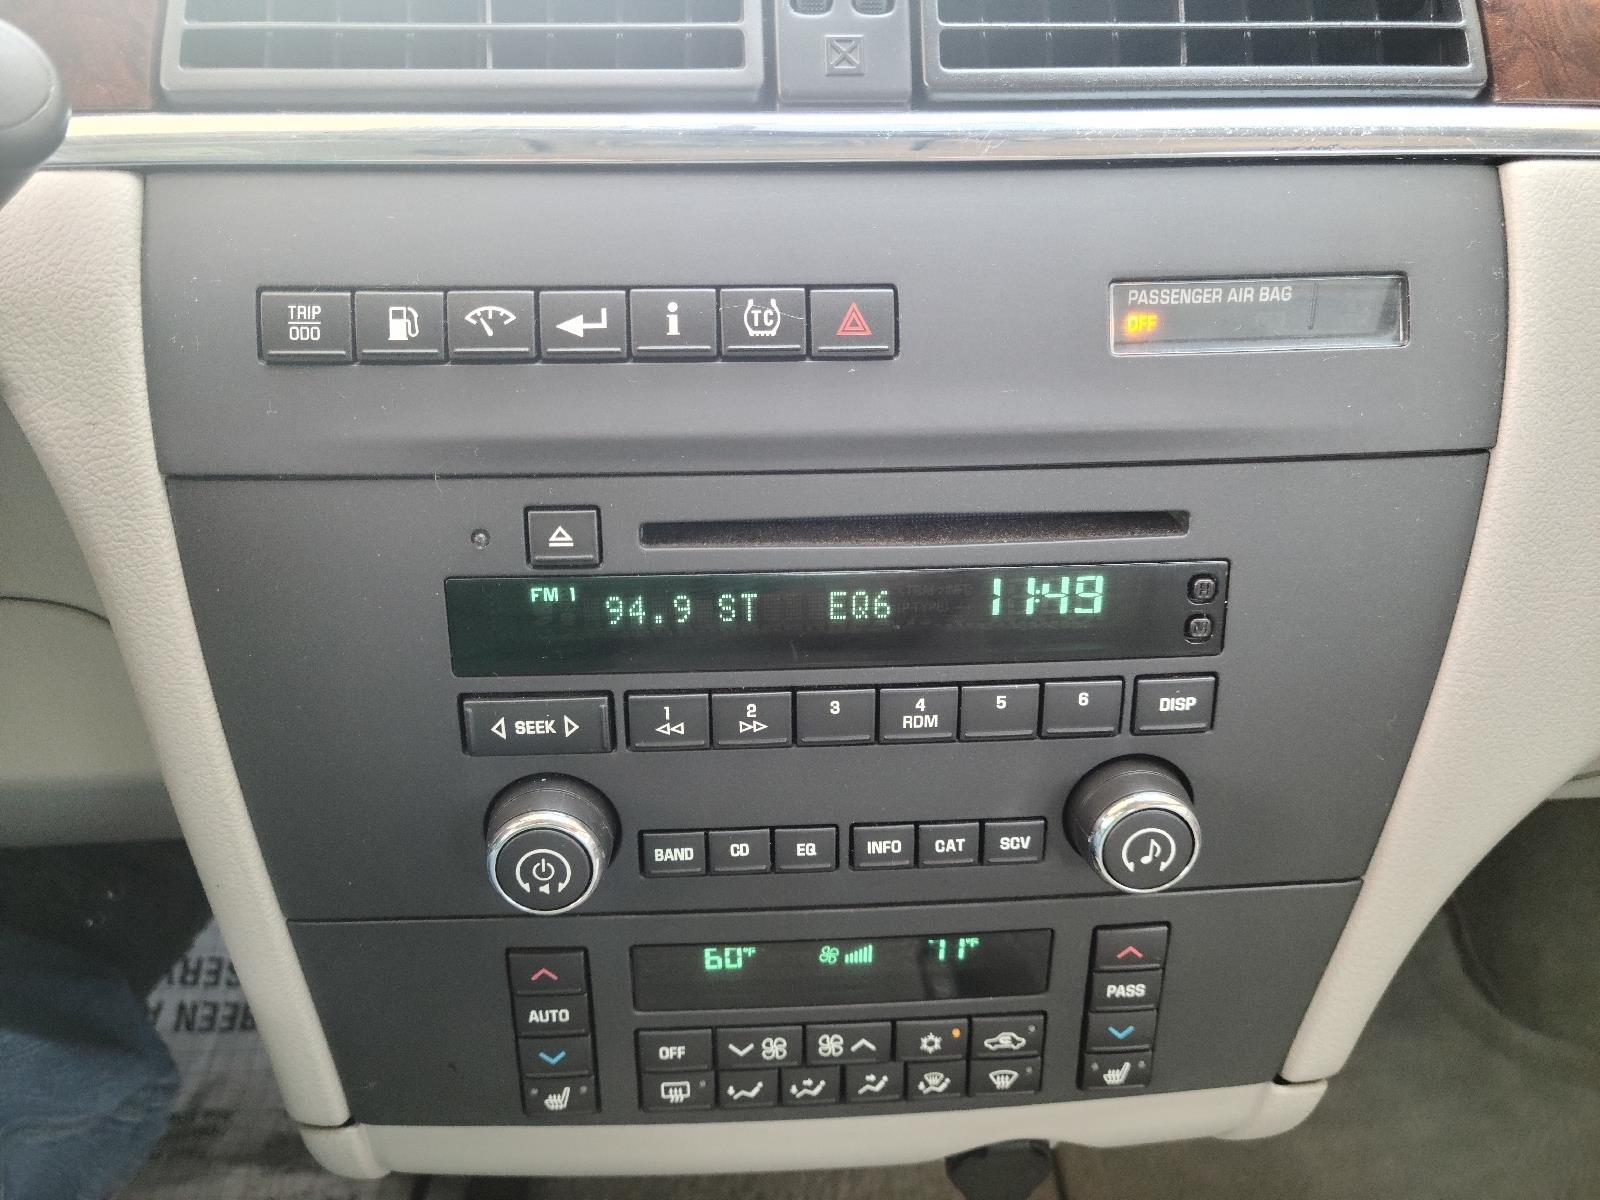 TRIP
ODO
TC
PASSENGER AIR BAG
OFF
FM 1
94.9 ST EQ6 11:49
H
M
SEEK 1 2 3 4 5 6 DISP
RDM
BAND CD EQ INFO CAT SCV
60°F 71°F
AUTO PASS
OFF